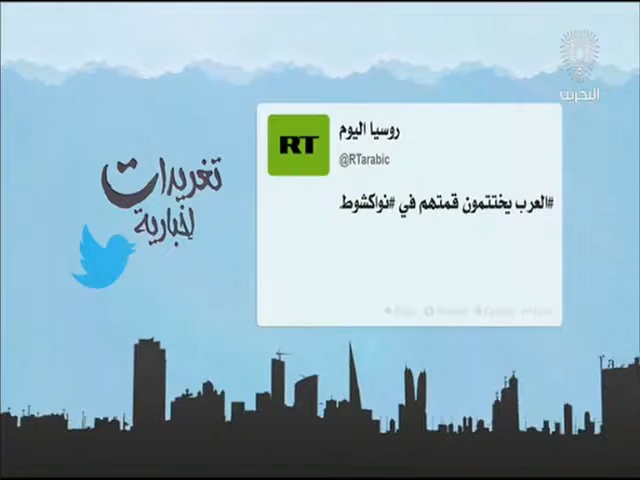 البحرين
تغريدات
إخبارية
RT
روسيا اليوم
@RTarabic
#العرب يختتمون قمتهم في #نواكشوط